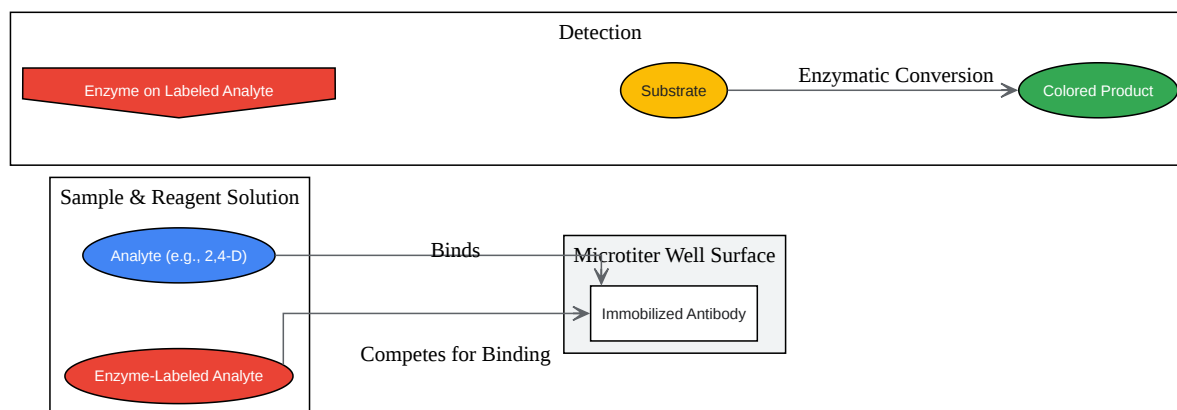 Detection
Enzyme on Labeled Analyte
Substrate
Enzymatic Conversion
Colored Product
Sample & Reagent Solution
Analyte (e.g., 2,4-D)
Binds
Microtiter Well Surface
Immobilized Antibody
Competes for Binding
Enzyme-Labeled Analyte